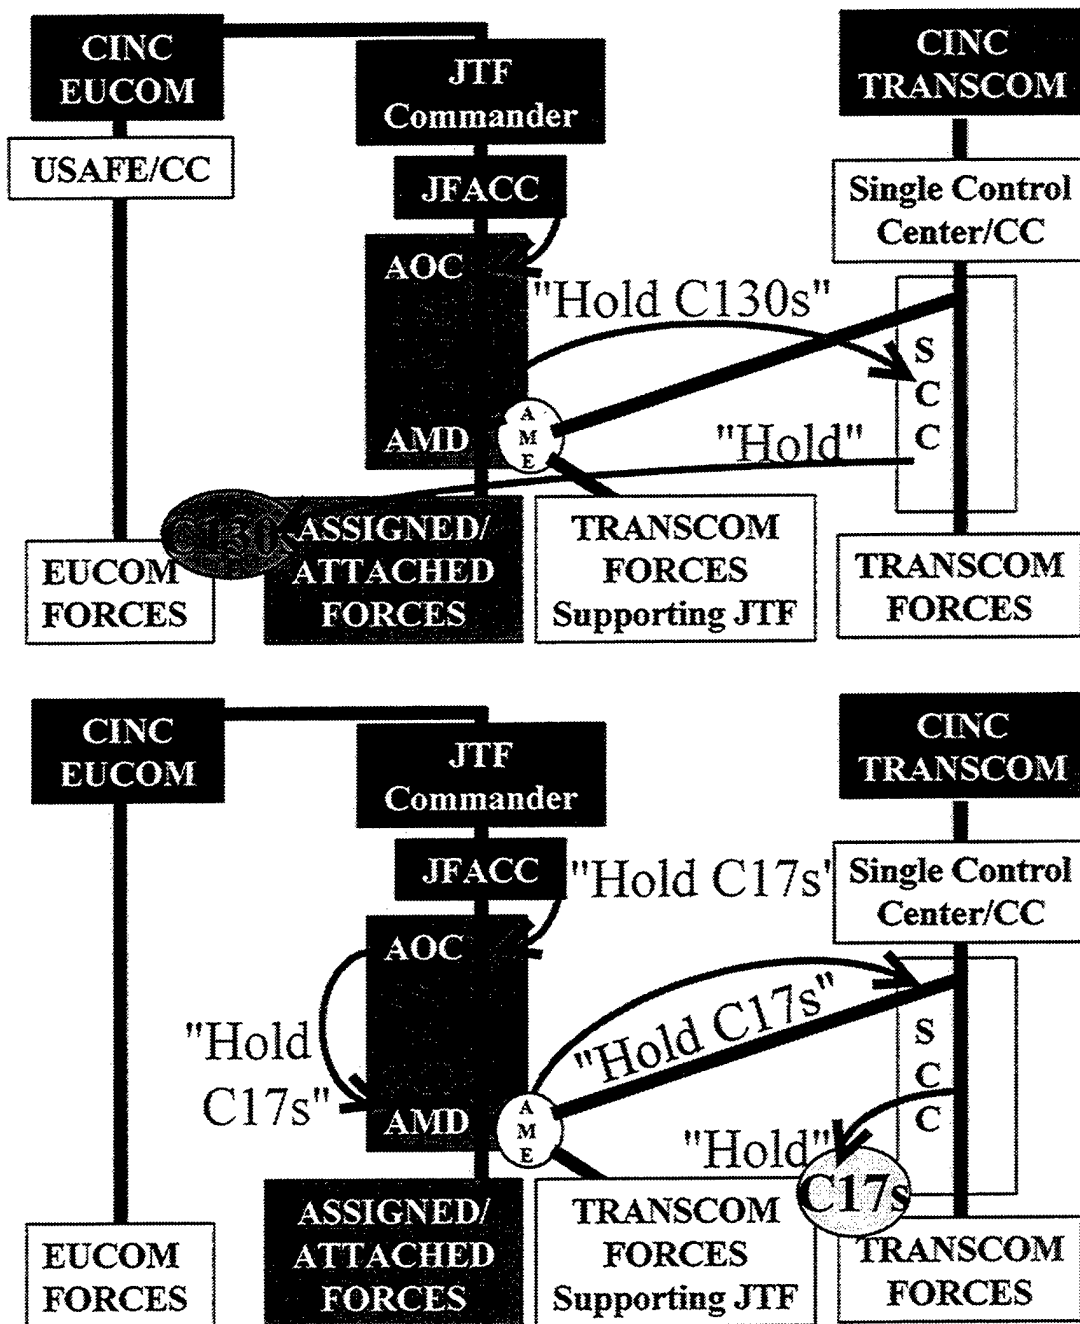 CINC
EUCOM
JTF
Commander
CINC
TRANSCOM
USAFE/CC
JFACC
Single Control
Center/CC
AOC
"Hold C130s"
S
C
C
A
M
E
AMD
"Hold"
C130s
EUCOM
FORCES
ASSIGNED/
ATTACHED
FORCES
TRANSCOM
FORCES
Supporting JTF
TRANSCOM
FORCES
CINC
EUCOM
JTF
Commander
CINC
TRANSCOM
JFACC
"Hold C17s'
Single Control
Center/CC
AOC
"Hold
C17s"
"Hold C17s"
S
C
C
AMD
A
M
E
"Hold"
C17s
EUCOM
FORCES
ASSIGNED/
ATTACHED
FORCES
TRANSCOM
FORCES
Supporting JTF
TRANSCOM
FORCES